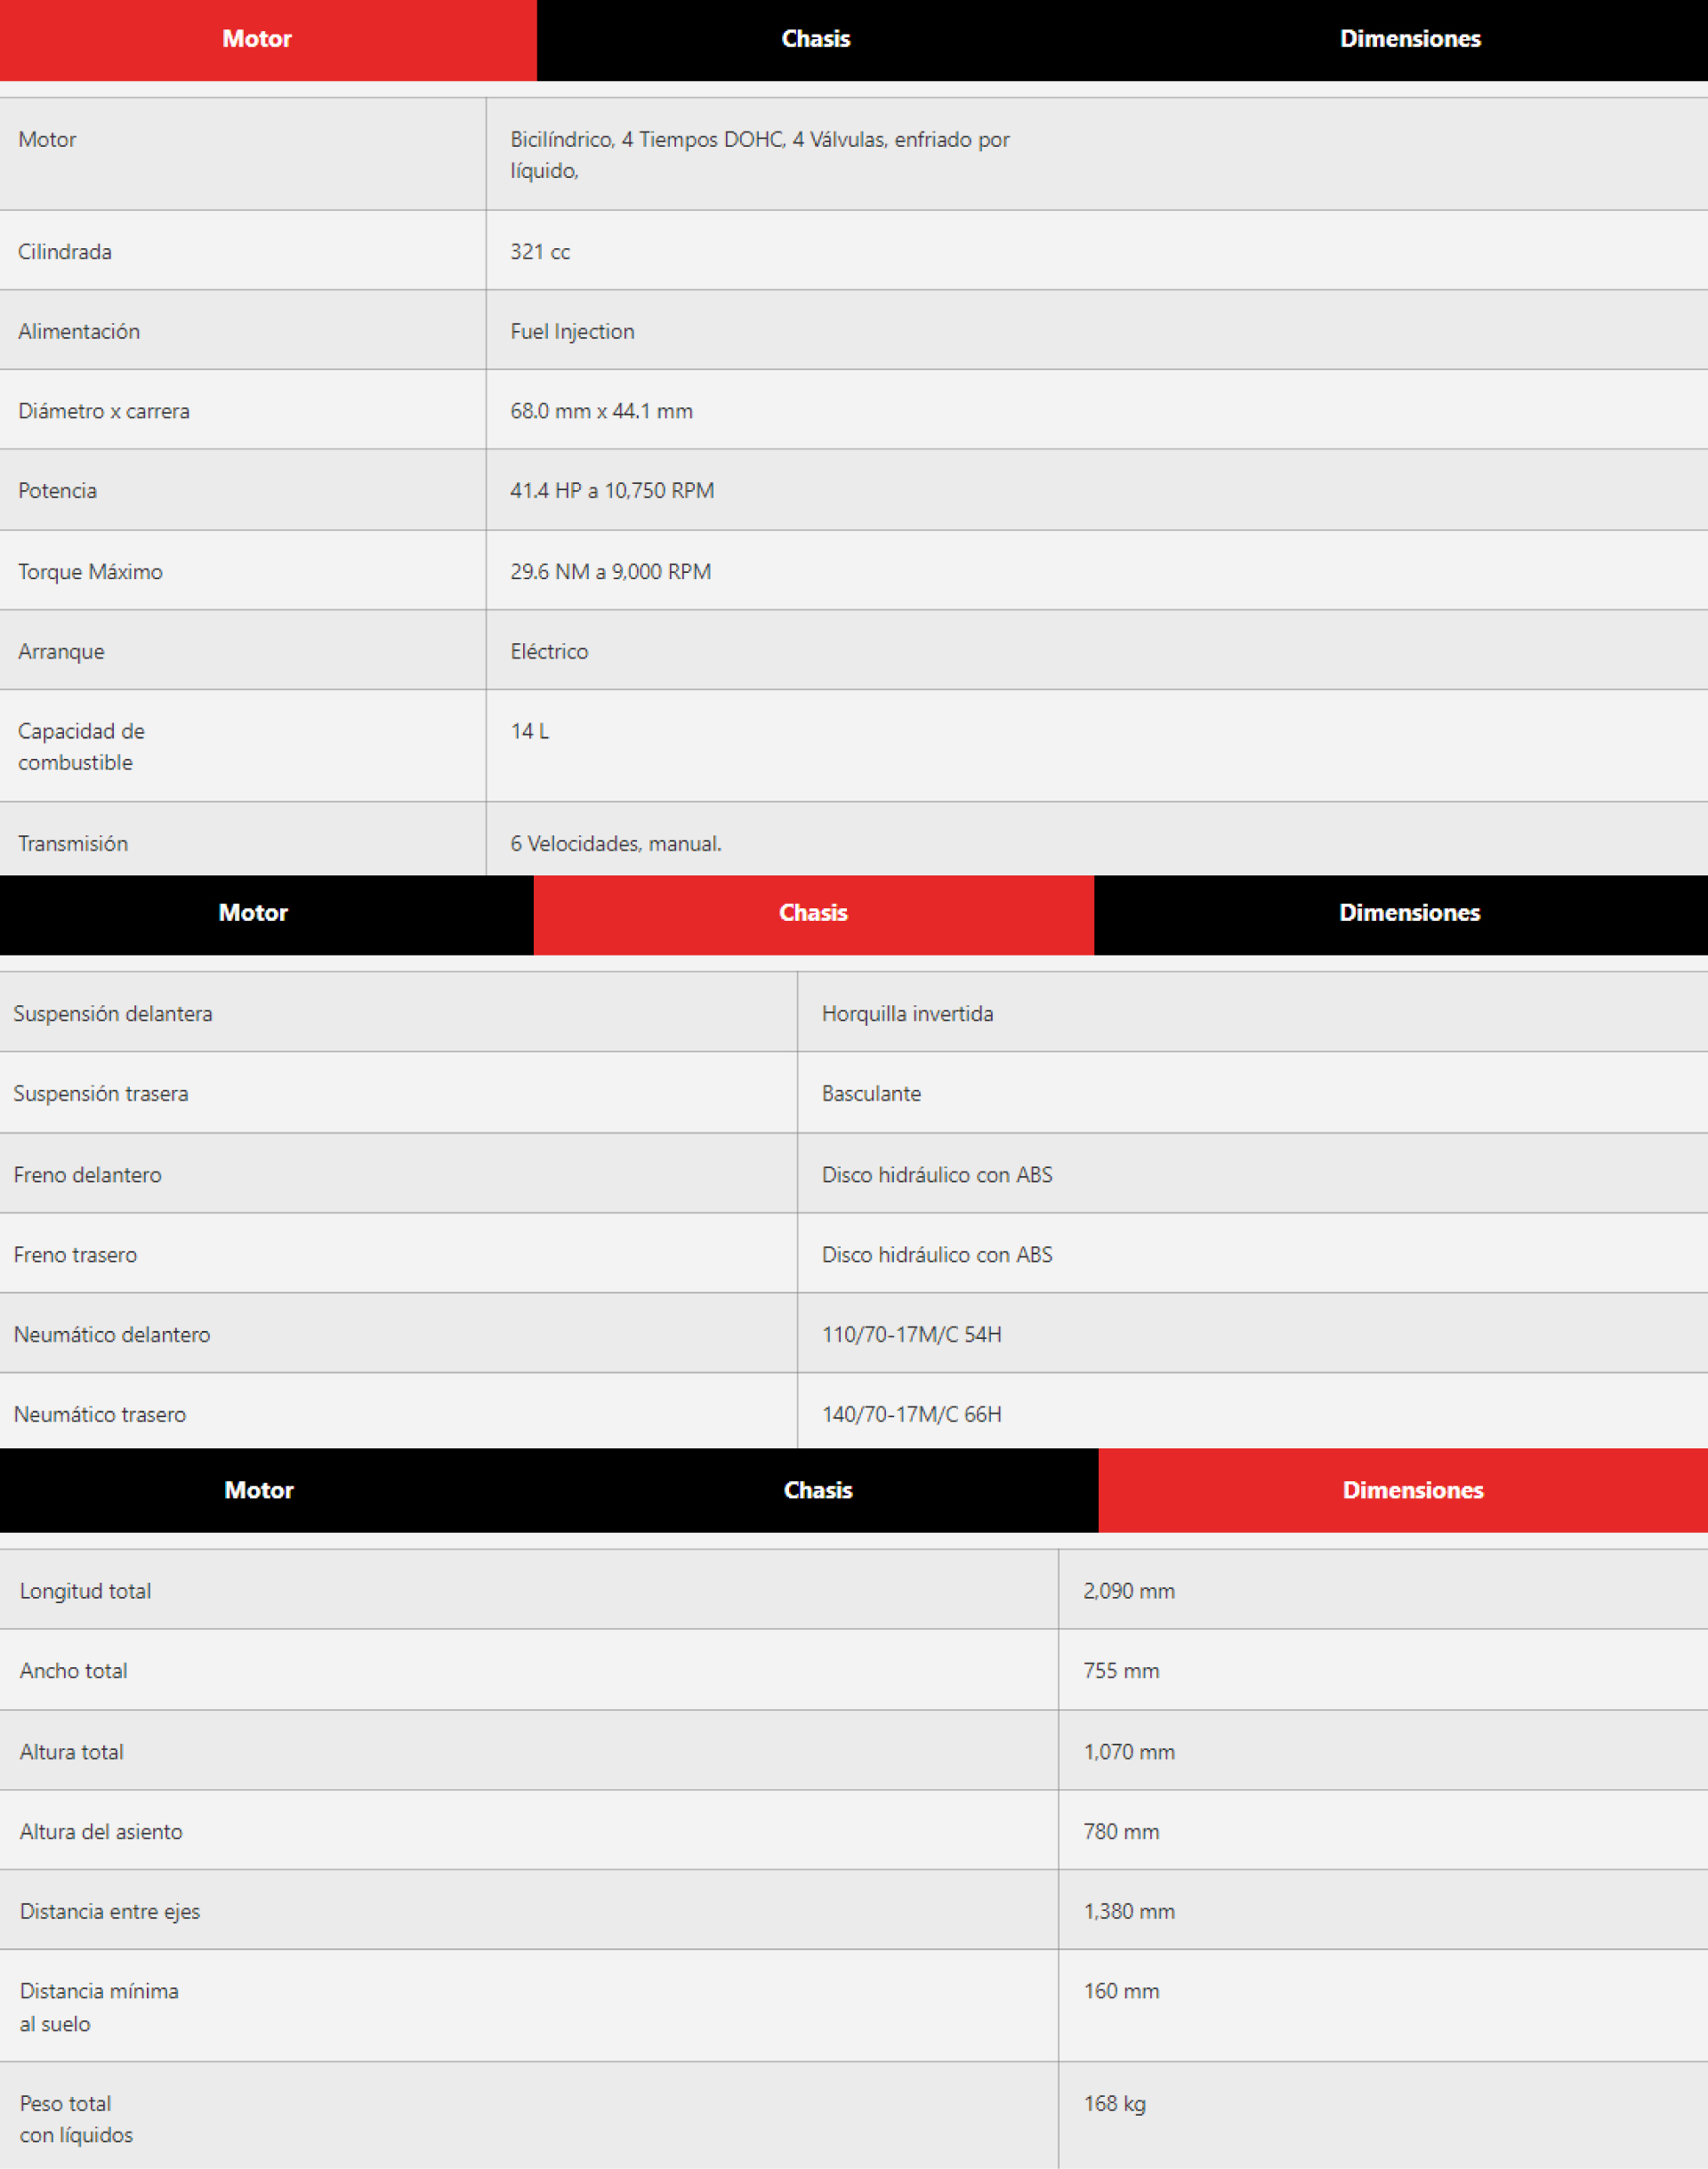 Motor Chasis Dimensiones
Motor Bicilíndrico, 4 Tiempos DOHC, 4 Válvulas, enfriado por
líquido,
Cilindrada 321 cc
Alimentación Fuel Injection
Diámetro x carrera 68.0 mm x 44.1 mm
Potencia 41.4 HP a 10,750 RPM
Torque Máximo 29.6 NM a 9,000 RPM
Arranque Eléctrico
Capacidad de 14 L
combustible
Transmisión 6 Velocidades, manual.
Motor Chasis Dimensiones
Suspensión delantera Horquilla invertida
Suspensión trasera Basculante
Freno delantero Disco hidráulico con ABS
Freno trasero Disco hidráulico con ABS
Neumático delantero 110/70-17M/C 54H
Neumático trasero 140/70-17M/C 66H
Motor Chasis Dimensiones
Longitud total 2,090 mm
Ancho total 755 mm
Altura total 1,070 mm
Altura del asiento 780 mm
Distancia entre ejes 1,380 mm
Distancia mínima 160 mm
al suelo
Peso total 168 kg
con líquidos